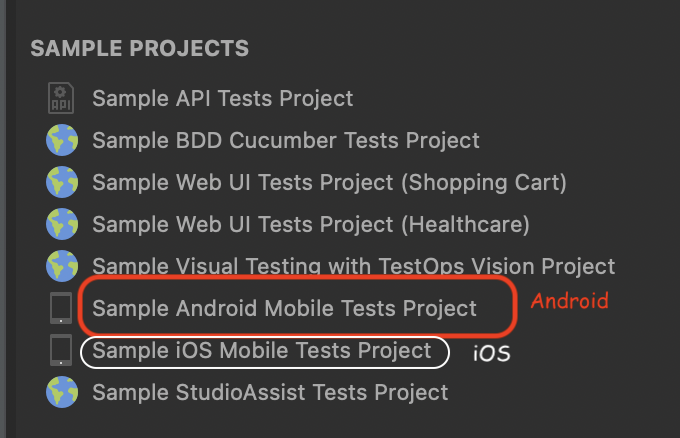 SAMPLE PROJECTS
API
Sample API Tests Project
Sample BDD Cucumber Tests Project
Sample Web UI Tests Project (Shopping Cart)
Sample Web UI Tests Project (Healthcare)
Sample Visual Testing with TestOps Vision Project
Sample Android Mobile Tests Project Android
Sample iOS Mobile Tests Project iOS
Sample StudioAssist Tests Project